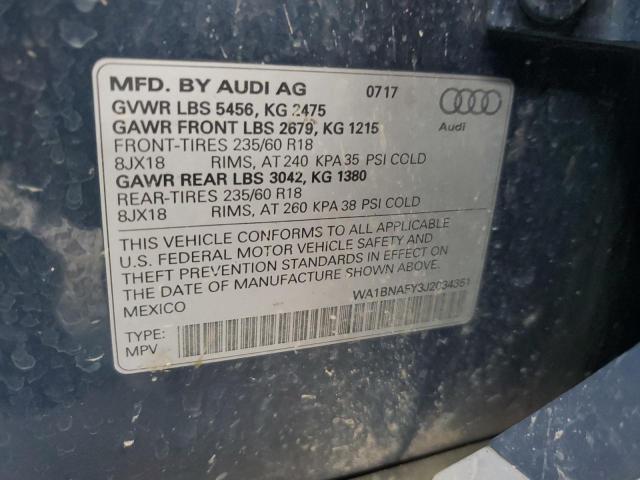 MFD. BY AUDI AG 0717
GVWR LBS 5456, KG 2475
GAWR FRONT LBS 2679, KG 1215
FRONT-TIRES 235/60 R18
8JX18 RIMS, AT 240 KPA 35 PSI COLD
GAWR REAR LBS 3042, KG 1380
REAR-TIRES 235/60 R18
8JX18 RIMS, AT 260 KPA 38 PSI COLD
Audi
THIS VEHICLE CONFORMS TO ALL APPLICABLE
U.S. FEDERAL MOTOR VEHICLE SAFETY AND
THEFT PREVENTION STANDARDS IN EFFECT ON
THE DATE OF MANUFACTURE SHOWN ABOVE.
MEXICO WA1BNAFY3J2034351
TYPE:
MPV